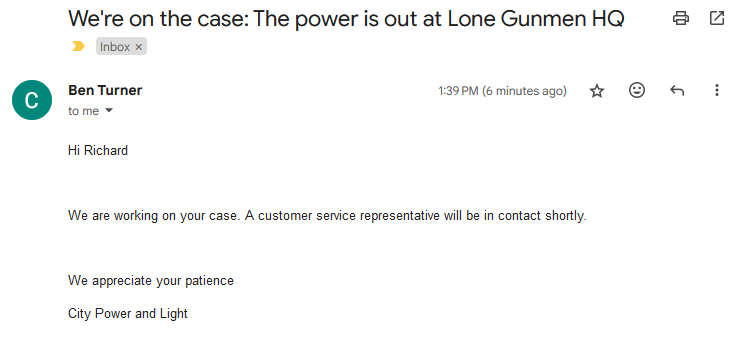 We're on the case: The power is out at Lone Gunmen HQ
Inbox ×
C
Ben Turner
1:39 PM (6 minutes ago)
to me
Hi Richard
We are working on your case. A customer service representative will be in contact shortly.
We appreciate your patience
City Power and Light